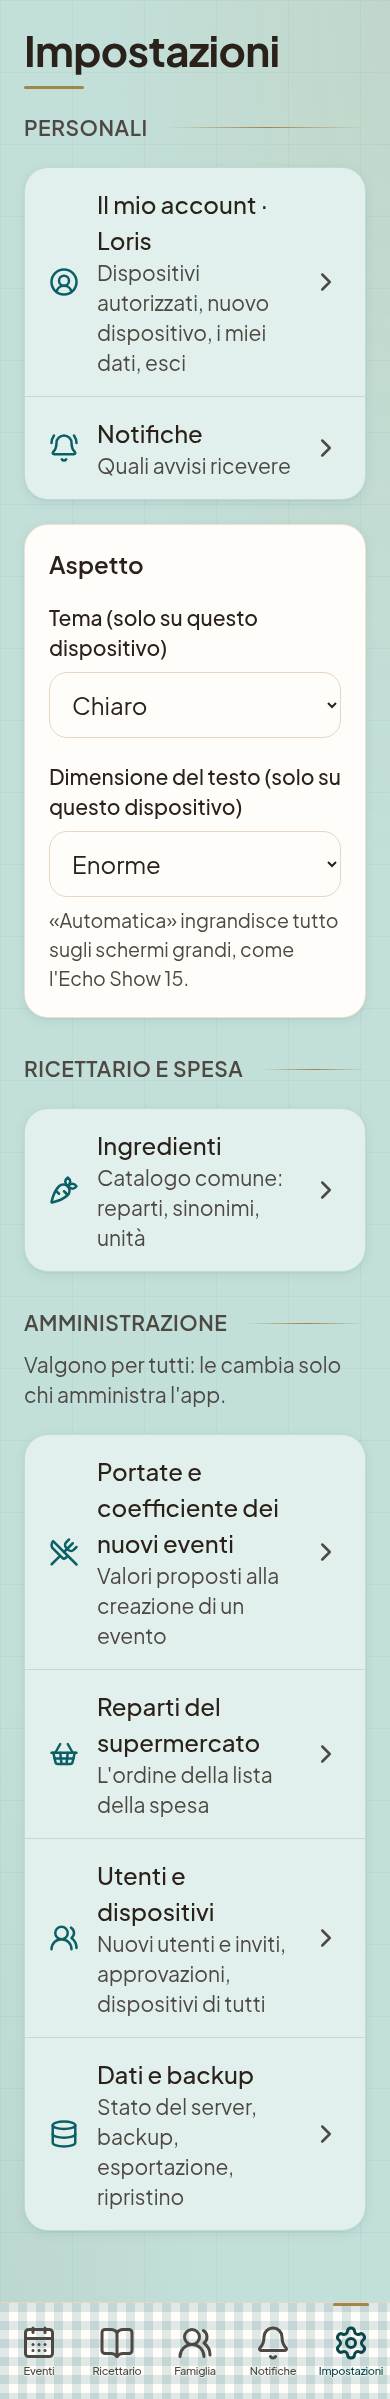 Impostazioni
PERSONALI
Il mio account ·
Loris
Dispositivi
autorizzati, nuovo
dispositivo, i miei
dati, esci
Notifiche
Quali avvisi ricevere
Aspetto
Tema (solo su questo
dispositivo)
Chiaro
Dimensione del testo (solo su
questo dispositivo)
Enorme
«Automatica» ingrandisce tutto
sugli schermi grandi, come
l'Echo Show 15.
RICETTARIO E SPESA
Ingredienti
Catalogo comune:
reparti, sinonimi,
unità
AMMINISTRAZIONE
Valgono per tutti: le cambia solo
chi amministra l'app.
Portate e
coefficiente dei
nuovi eventi
Valori proposti alla
creazione di un
evento
Reparti del
supermercato
L'ordine della lista
della spesa
Utenti e
dispositivi
Nuovi utenti e inviti,
approvazioni,
dispositivi di tutti
Dati e backup
Stato del server,
backup,
esportazione,
ripristino
Eventi Ricettario Famiglia Notifiche Impostazioni